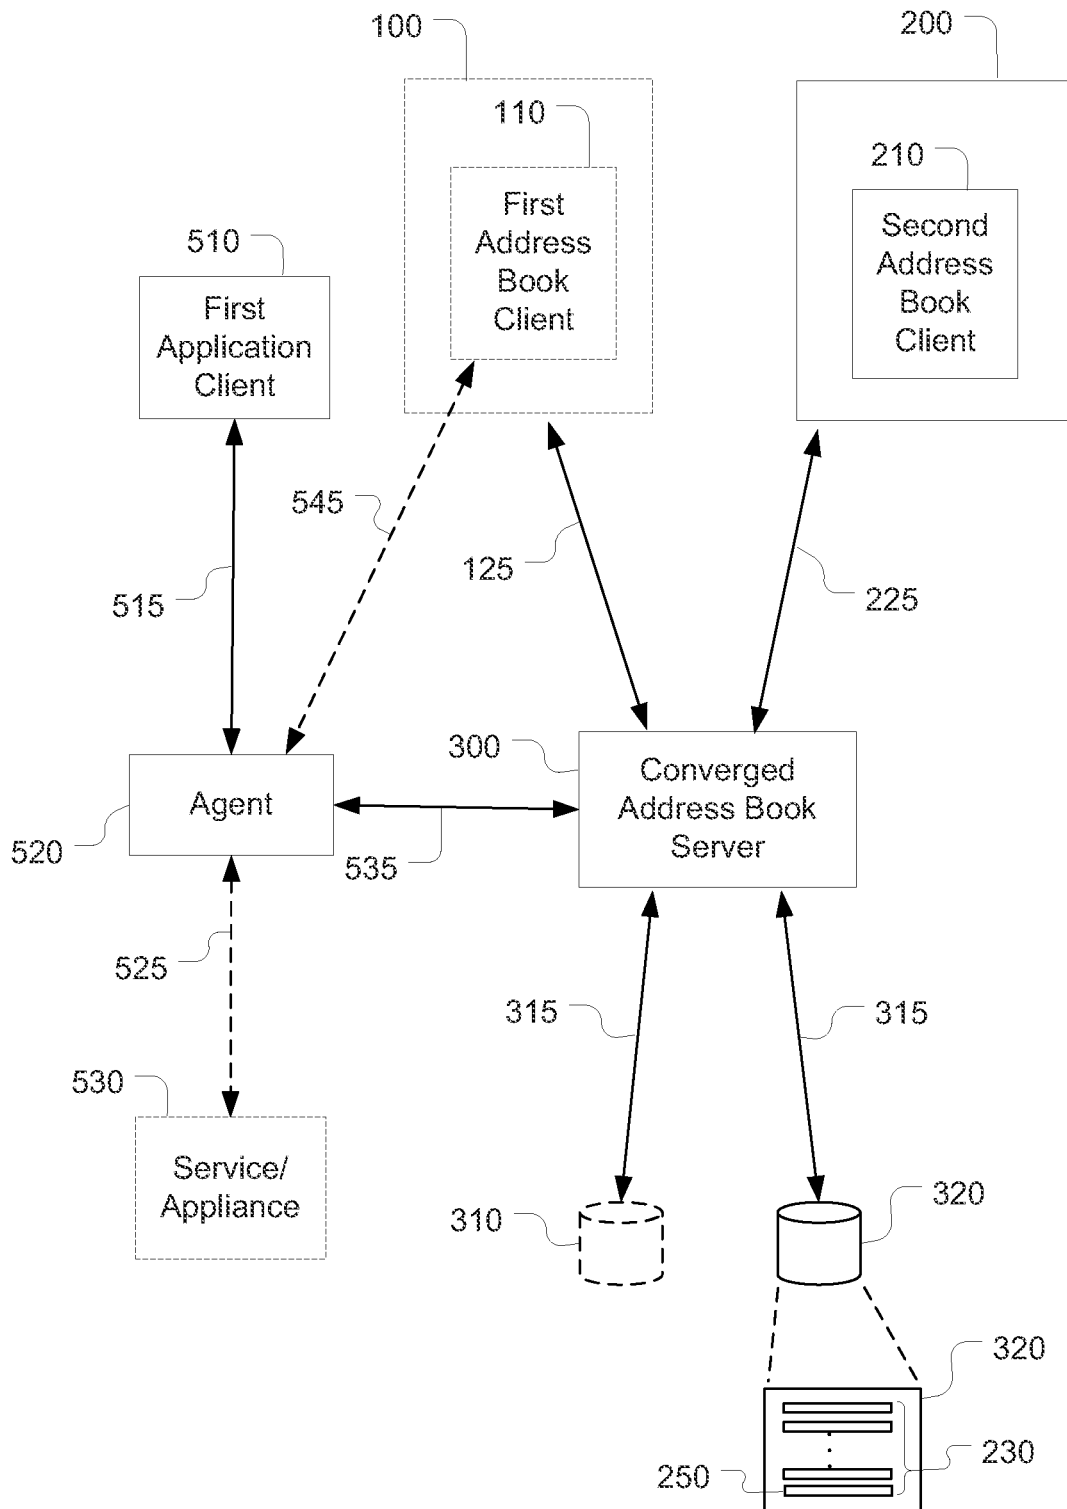 100
200
110
First
Address
Book
Client
210
Second
Address
Book
Client
510
First
Application
Client
545
515
125
225
300
Converged
Address Book
Server
Agent
520
535
525
315
315
530
Service/
Appliance
310
320
320
230
250